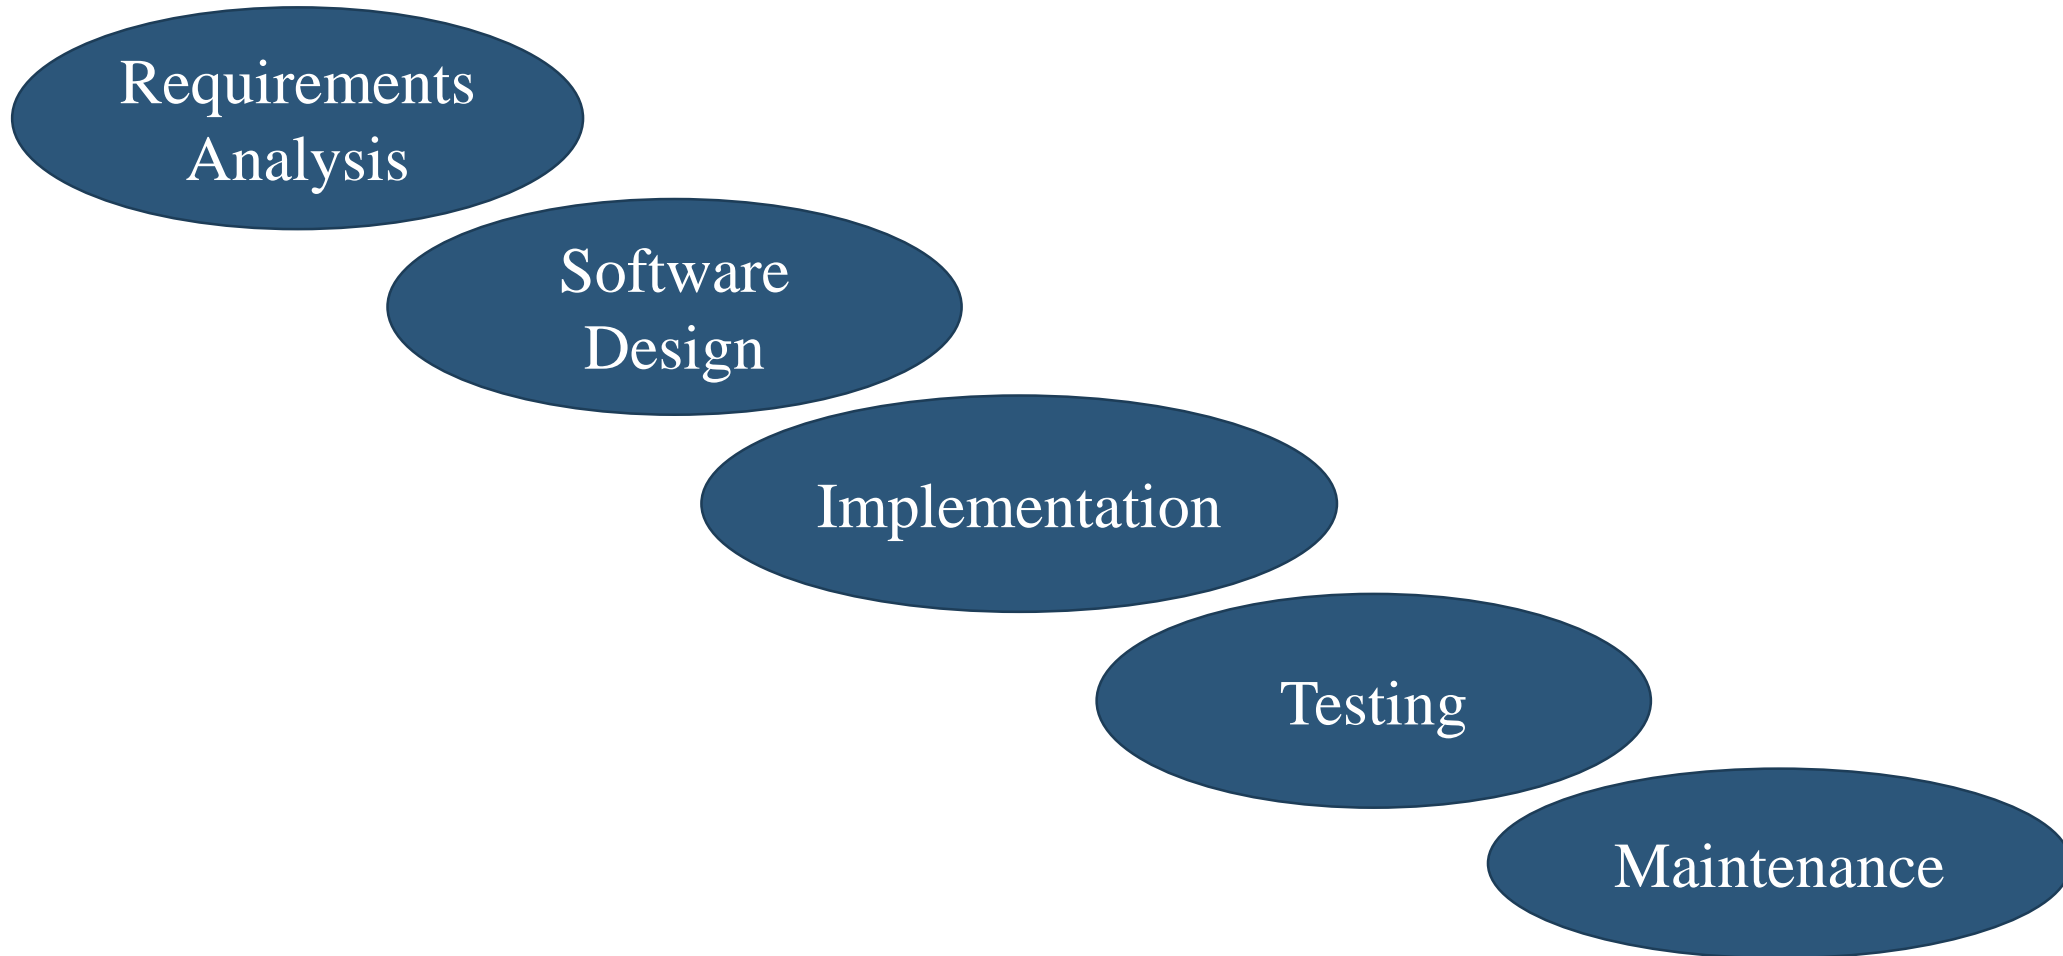 Requirements
Analysis
Software
Design
Implementation
Testing
Maintenance